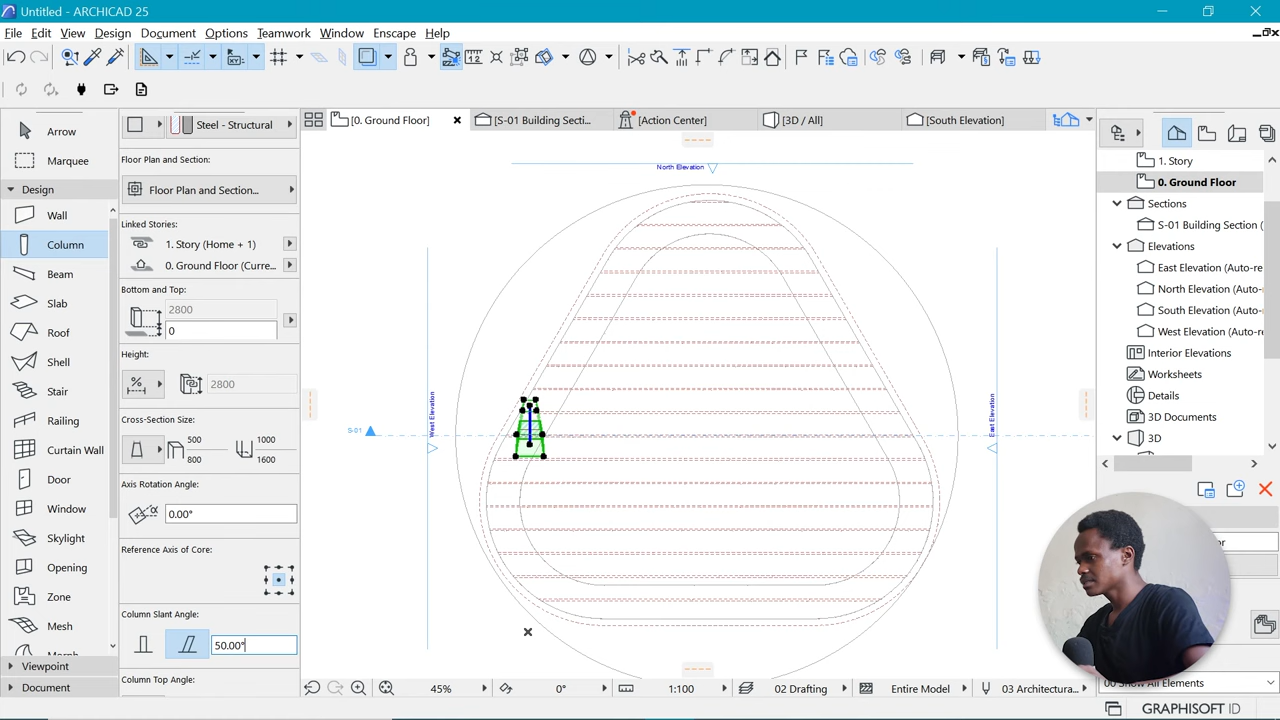 Untitled - ARCHICAD 25
File Edit View Design Document Options Teamwork Window Enscape Help
[0. Ground Floor]
[S-01 Building Secti...
[Action Center]
[3D / All]
[South Elevation]
Arrow
Marquee
Design
Wall
Column
Beam
Slab
Roof
Shell
Stair
Railing
Curtain Wall
Door
Window
Skylight
Opening
Zone
Mesh
Viewpoint
Document
Steel - Structural
Floor Plan and Section:
Floor Plan and Section...
Linked Stories:
1. Story (Home + 1)
0. Ground Floor (Curre...
Bottom and Top:
2800
0
Height:
2800
Cross-Section Size:
500
800
1000
1600
Axis Rotation Angle:
0.00°
Reference Axis of Core:
Column Slant Angle:
50.00°
Column Top Angle:
North Elevation
West Elevation
East Elevation
S-01
45%
0°
1:100
02 Drafting
Entire Model
03 Architectura...
1. Story
0. Ground Floor
Sections
S-01 Building Section (
Elevations
East Elevation (Auto-re
North Elevation (Auto-
South Elevation (Auto-
West Elevation (Auto-re
Interior Elevations
Worksheets
Details
3D Documents
3D
00 Show All Elements
GRAPHISOFT ID